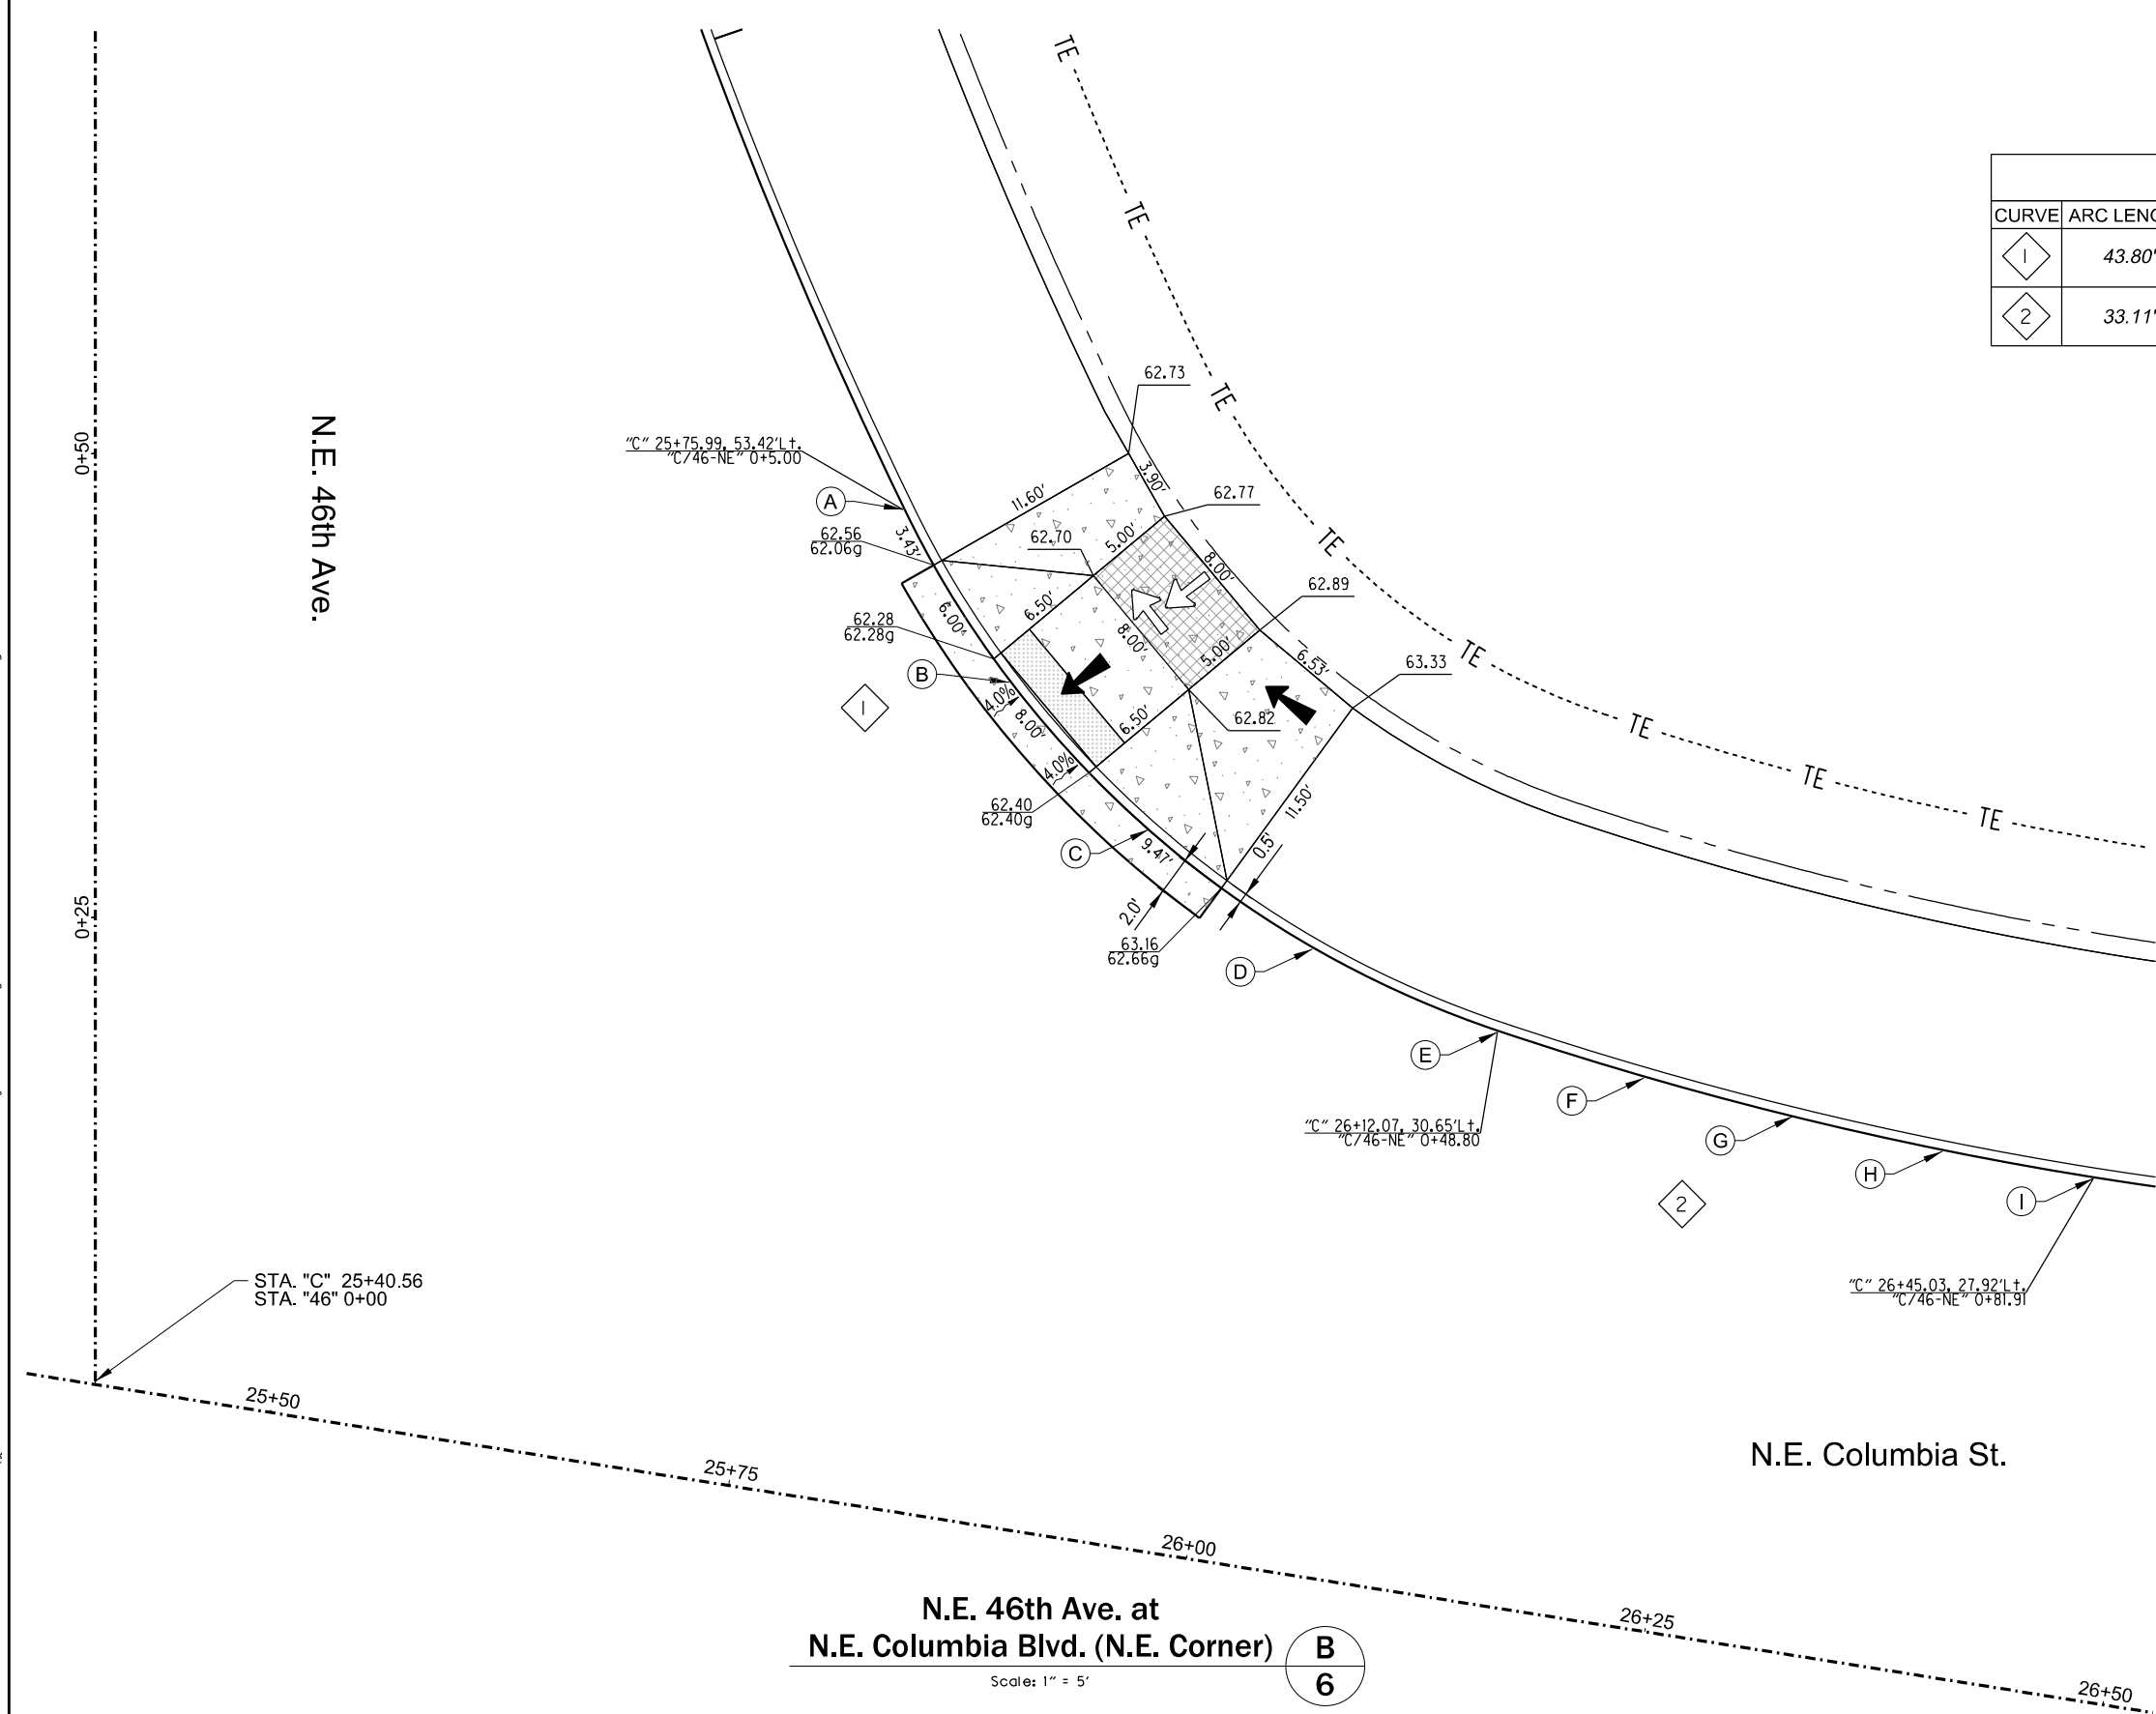 TE
TE
TE
TE
TE
TE
TE
TE
CURVE ARC LENG
1 43.80'
2 33.11'
0+50
0+25
N.E. 46th Ave.
"C" 25+75.99, 53.42'Lt.
"C/46-NE" 0+5.00
A
62.73
3.90'
11.60'
62.77
3.43'
62.56
62.06g
62.70
5.00'
8.00'
62.89
6.00'
6.50'
62.28
62.28g
8.00'
5.00'
6.53'
63.33
B
1
4.0%
8.00'
6.50'
62.82
4.0%
62.40
62.40g
11.50'
0.5'
C
9.47'
2.0'
63.16
62.66g
D
E
"C" 26+12.07, 30.65'Lt.
"C/46-NE" 0+48.80
F
G
H
I
2
"C" 26+45.03, 27.92'Lt.
"C/46-NE" 0+81.91
STA. "C" 25+40.56
STA. "46" 0+00
25+50
25+75
26+00
26+25
26+50
N.E. Columbia St.
N.E. 46th Ave. at
N.E. Columbia Blvd. (N.E. Corner)
B
6
Scale: 1" = 5'